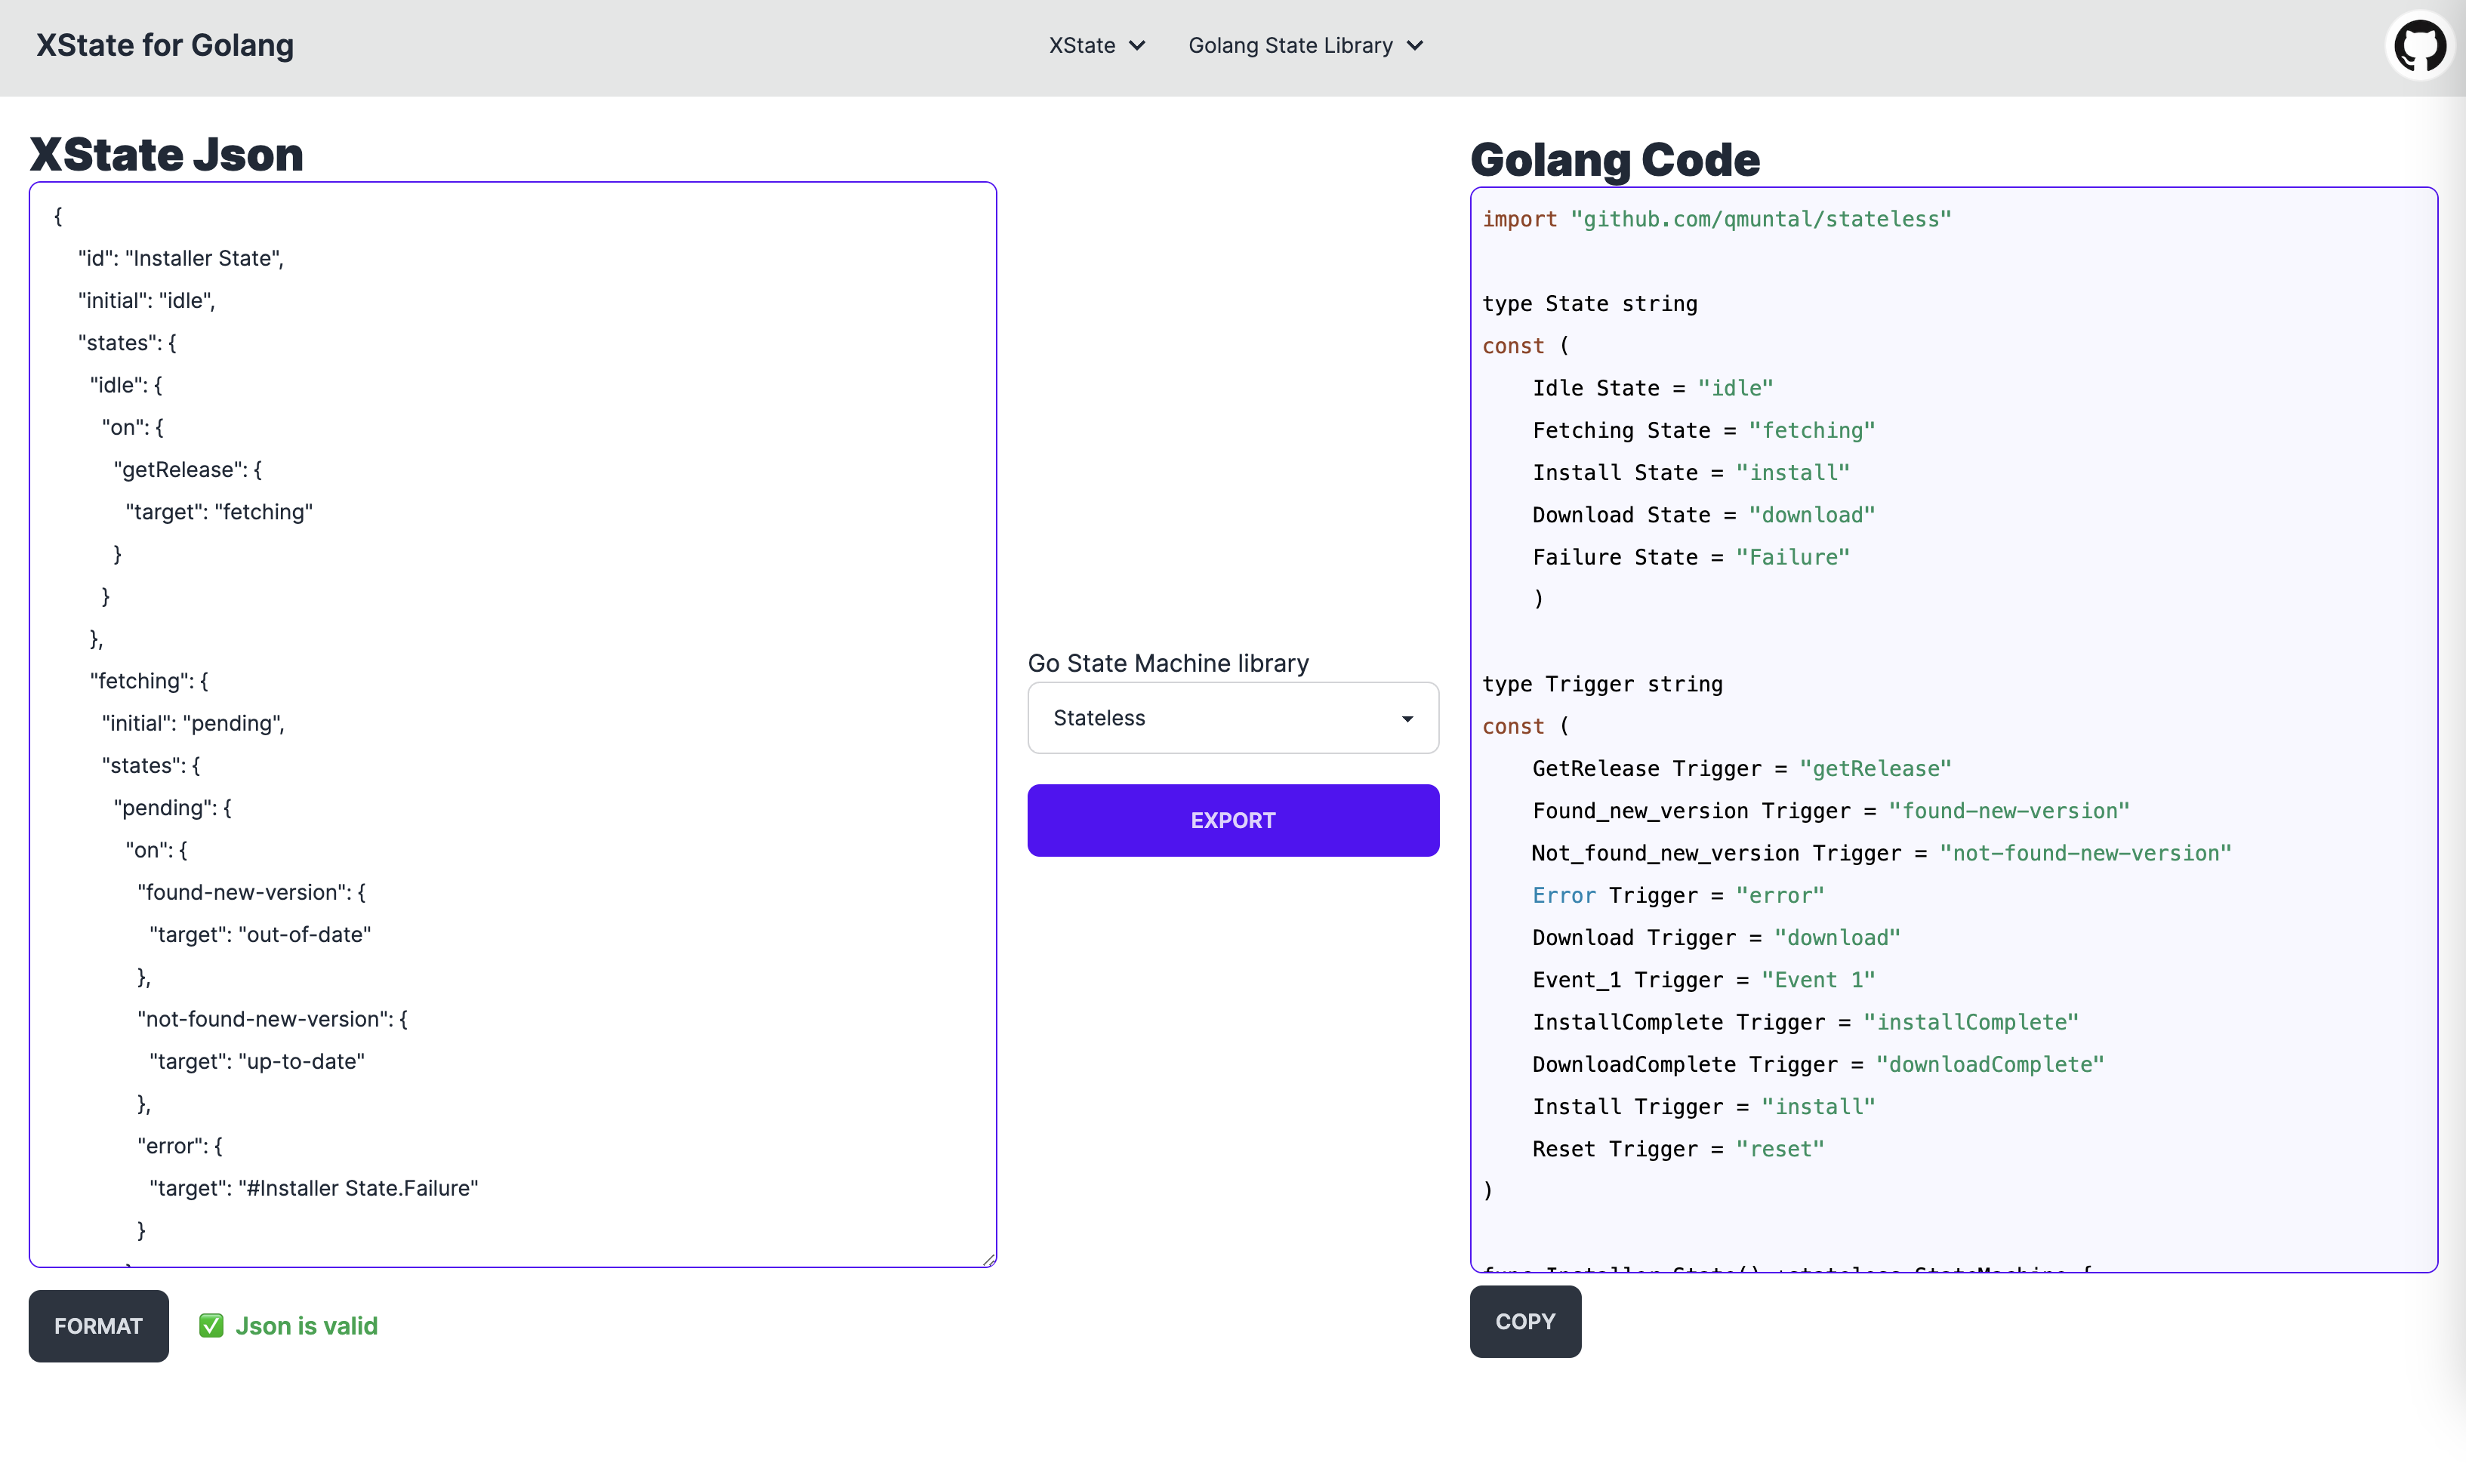 XState for Golang
XState
Golang State Library
XState Json
{
"id": "Installer State",
"initial": "idle",
"states": {
"idle": {
"on": {
"getRelease": {
"target": "fetching"
}
}
},
"fetching": {
"initial": "pending",
"states": {
"pending": {
"on": {
"found-new-version": {
"target": "out-of-date"
},
"not-found-new-version": {
"target": "up-to-date"
},
"error": {
"target": "#Installer State.Failure"
}
FORMAT
✅ Json is valid
Go State Machine library
Stateless
EXPORT
Golang Code
import "github.com/qmuntal/stateless"
type State string
const (
Idle State = "idle"
Fetching State = "fetching"
Install State = "install"
Download State = "download"
Failure State = "Failure"
)
type Trigger string
const (
GetRelease Trigger = "getRelease"
Found_new_version Trigger = "found-new-version"
Not_found_new_version Trigger = "not-found-new-version"
Error Trigger = "error"
Download Trigger = "download"
Event_1 Trigger = "Event 1"
InstallComplete Trigger = "installComplete"
DownloadComplete Trigger = "downloadComplete"
Install Trigger = "install"
Reset Trigger = "reset"
)
COPY